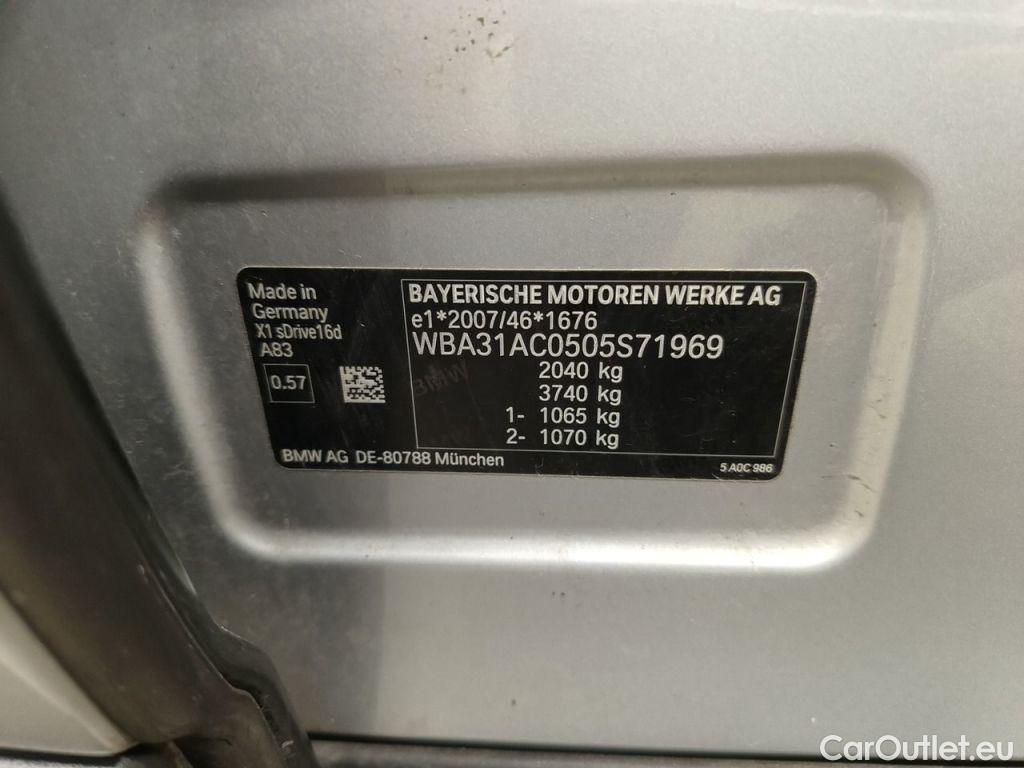 Made in
Germany
X1 sDrive16d
A83
0.57
BAYERISCHE MOTOREN WERKE AG
e1*2007/46*1676
WBA31AC0505S71969
2040 kg
3740 kg
1- 1065 kg
2- 1070 kg
BMW AG DE-80788 München
5 A0C 986
CarOutlet.eu